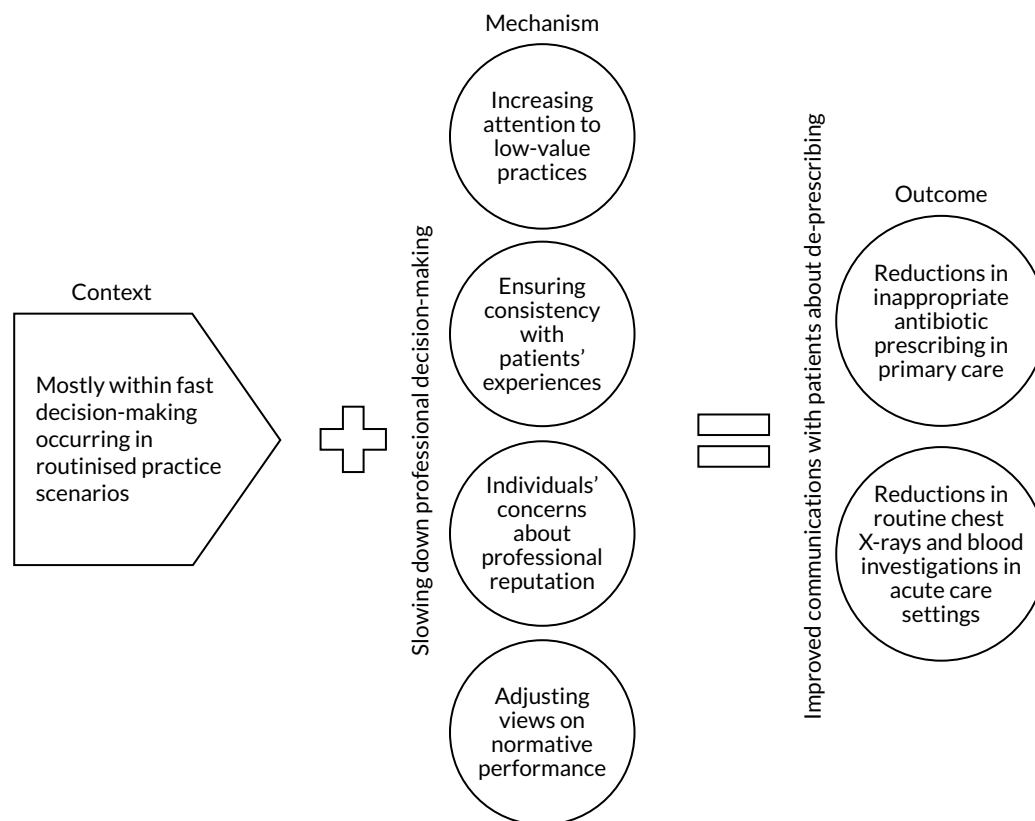 Context
Mostly within fast
decision-making
occurring in
routinised practice
scenarios
Slowing down professional decision-making
Mechanism
Increasing
attention to
low-value
practices
Ensuring
consistency
with
patients’
experiences
Individuals’
concerns
about
professional
reputation
Adjusting
views on
normative
performance
Improved communications with patients about de-prescribing
Outcome
Reductions in
inappropriate
antibiotic
prescribing in
primary care
Reductions in
routine chest
X-rays and blood
investigations in
acute care
settings